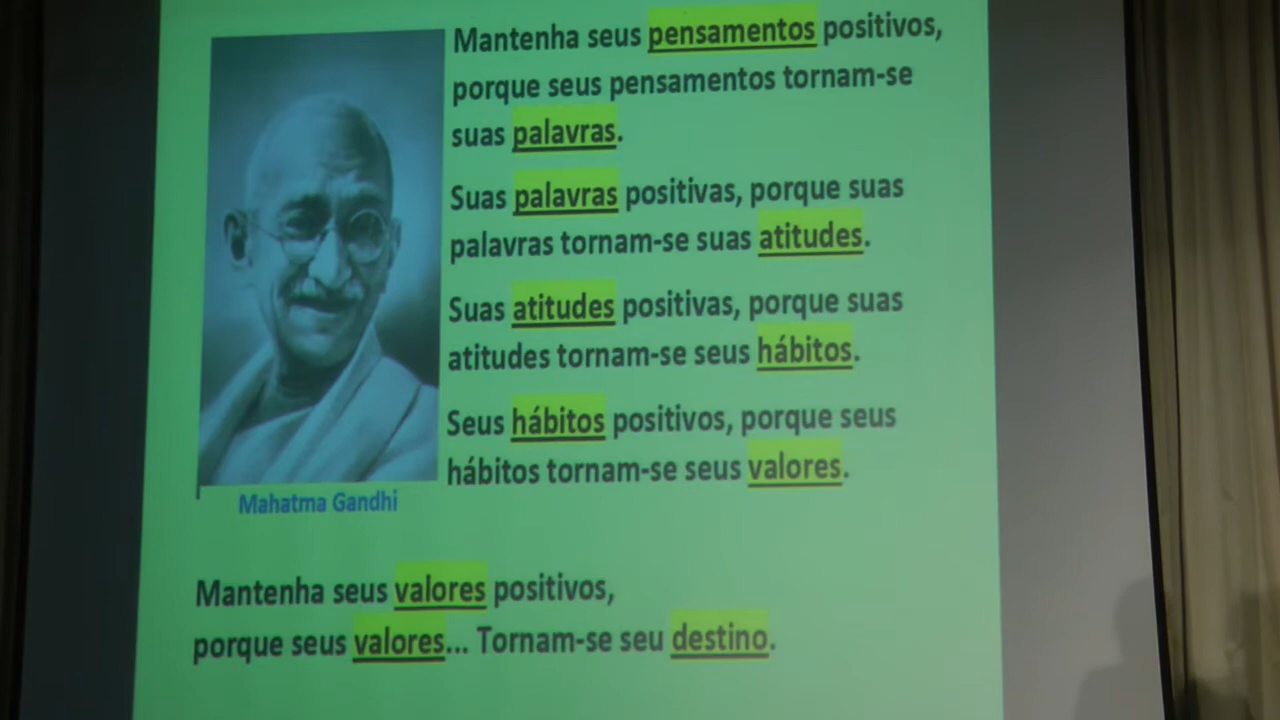 Mantenha seus pensamentos positivos,
porque seus pensamentos tornam-se
suas palavras.
Suas palavras positivas, porque suas
palavras tornam-se suas atitudes.
Suas atitudes positivas, porque suas
atitudes tornam-se seus hábitos.
Seus hábitos positivos, porque seus
hábitos tornam-se seus valores.
Mahatma Gandhi
Mantenha seus valores positivos,
porque seus valores... Tornam-se seu destino.